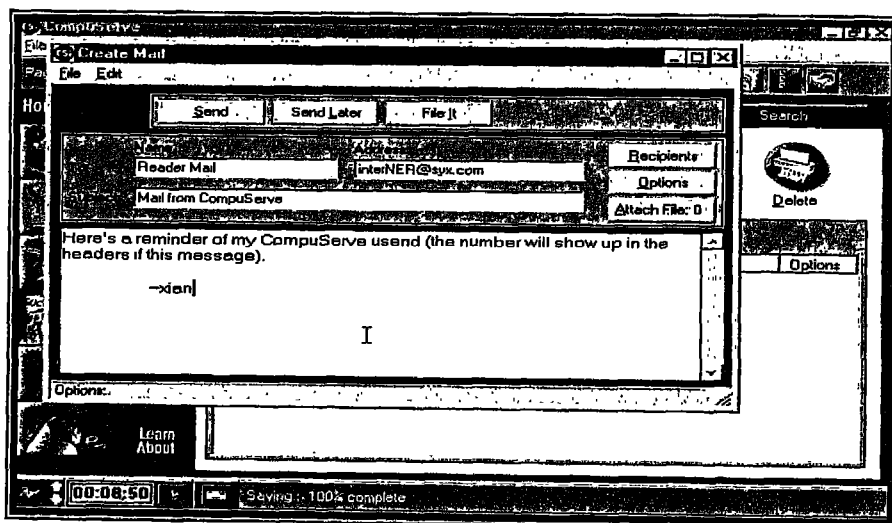 CompuServe
File
Create Mail
File Edit
Send Send Later File It
Search
Reader Mail interNER@syx.com
Recipients
Options
Mail from CompuServe
Attach File: 0
Delete
Here's a reminder of my CompuServe usend (the number will show up in the
headers if this message).
Options
—xian
Options:
Learn
About
00:08:50 Saving: 100% complete